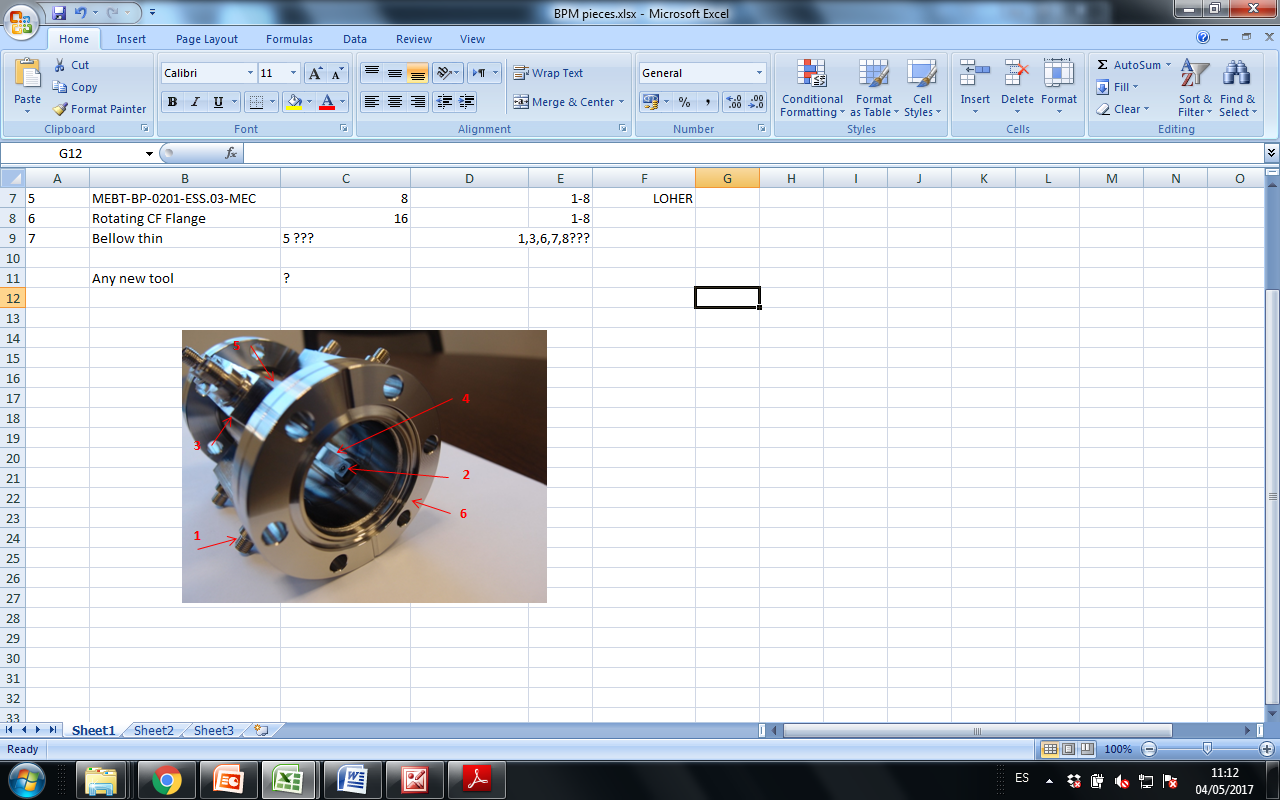 BPM pieces.xlsx - Microsoft Excel
Home Insert Page Layout Formulas Data Review View
Paste
Cut
Copy
Format Painter
Clipboard
Calibri 11
B I U
Font
Wrap Text
Merge & Center
Alignment
General
Number
Conditional Formatting
Format as Table
Cell Styles
Styles
Insert Delete Format
Cells
Σ AutoSum
Fill
Clear
Sort & Filter
Find & Select
Editing
G12 fx
A B C D E F G H I J K L M N O
7 5 MEBT-BP-0201-ESS.03-MEC 8 1-8 LOHER
8 6 Rotating CF Flange 16 1-8
9 7 Bellow thin 5 ??? 1,3,6,7,8???
10
11 Any new tool ?
12
13
14
15
16
17
18
19
20
21
22
23
24
25
26
27
28
29
30
31
32
33
5
4
3
2
6
1
Sheet1 Sheet2 Sheet3
Ready 100%
ES 11:12
04/05/2017